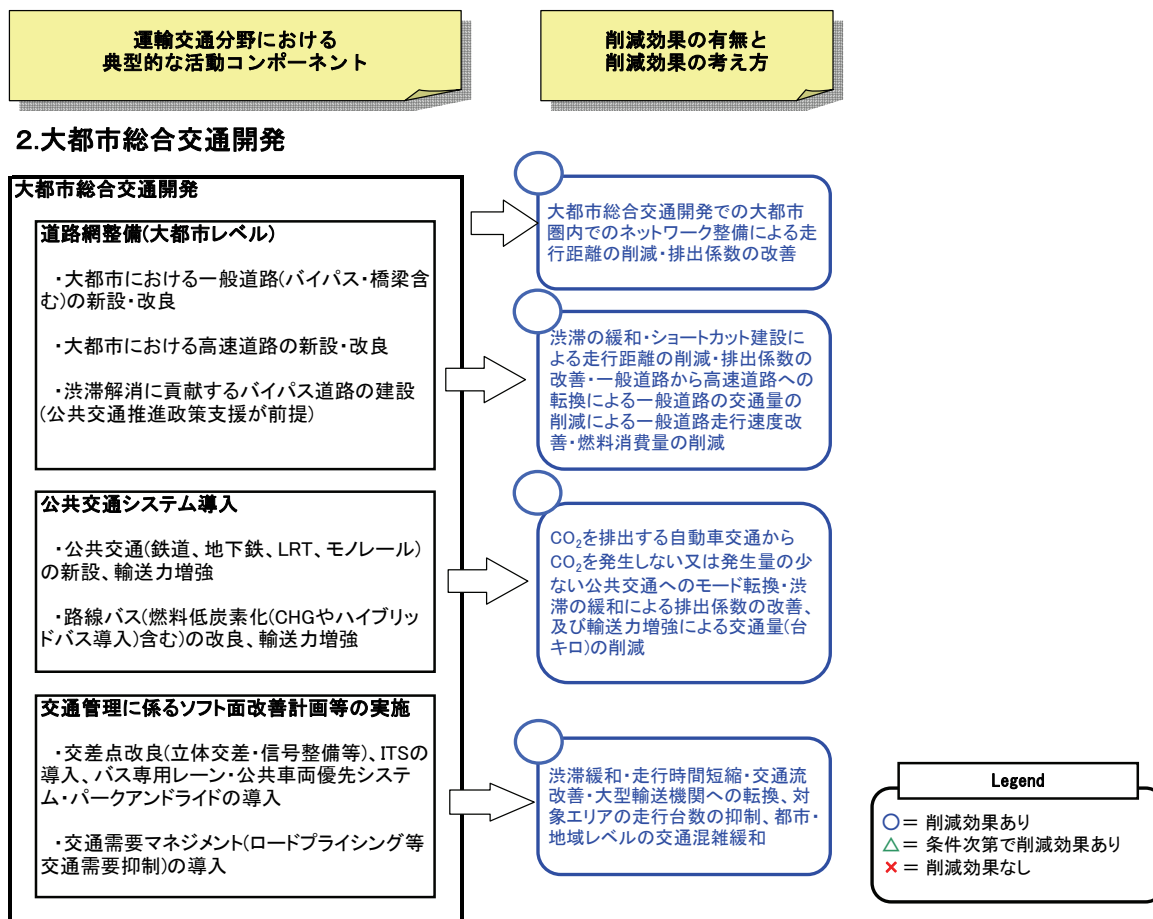 運輸交通分野における
典型的な活動コンポーネント
削減効果の有無と
削減効果の考え方
2.大都市総合交通開発
大都市総合交通開発
道路網整備(大都市レベル)
・大都市における一般道路(バイパス・橋梁含
む)の新設・改良
・大都市における高速道路の新設・改良
・渋滞解消に貢献するバイパス道路の建設
(公共交通推進政策支援が前提)
大都市総合交通開発での大都市
圏内でのネットワーク整備による走
行距離の削減・排出係数の改善
渋滞の緩和・ショートカット建設に
よる走行距離の削減・排出係数の
改善・一般道路から高速道路への
転換による一般道路の交通量の
削減による一般道路走行速度改
善・燃料消費量の削減
公共交通システム導入
・公共交通(鉄道、地下鉄、LRT、モノレール)
の新設、輸送力増強
・路線バス(燃料低炭素化(CHGやハイブリッ
ドバス導入)含む)の改良、輸送力増強
CO2を排出する自動車交通から
CO2を発生しない又は発生量の少
ない公共交通へのモード転換・渋
滞の緩和による排出係数の改善、
及び輸送力増強による交通量(台
キロ)の削減
交通管理に係るソフト面改善計画等の実施
・交差点改良(立体交差・信号整備等)、ITSの
導入、バス専用レーン・公共車両優先システ
ム・パークアンドライドの導入
・交通需要マネジメント(ロードプライシング等
交通需要抑制)の導入
渋滞緩和・走行時間短縮・交通流
改善・大型輸送機関への転換、対
象エリアの走行台数の抑制、都市・
地域レベルの交通混雑緩和
Legend
○= 削減効果あり
△= 条件次第で削減効果あり
×= 削減効果なし